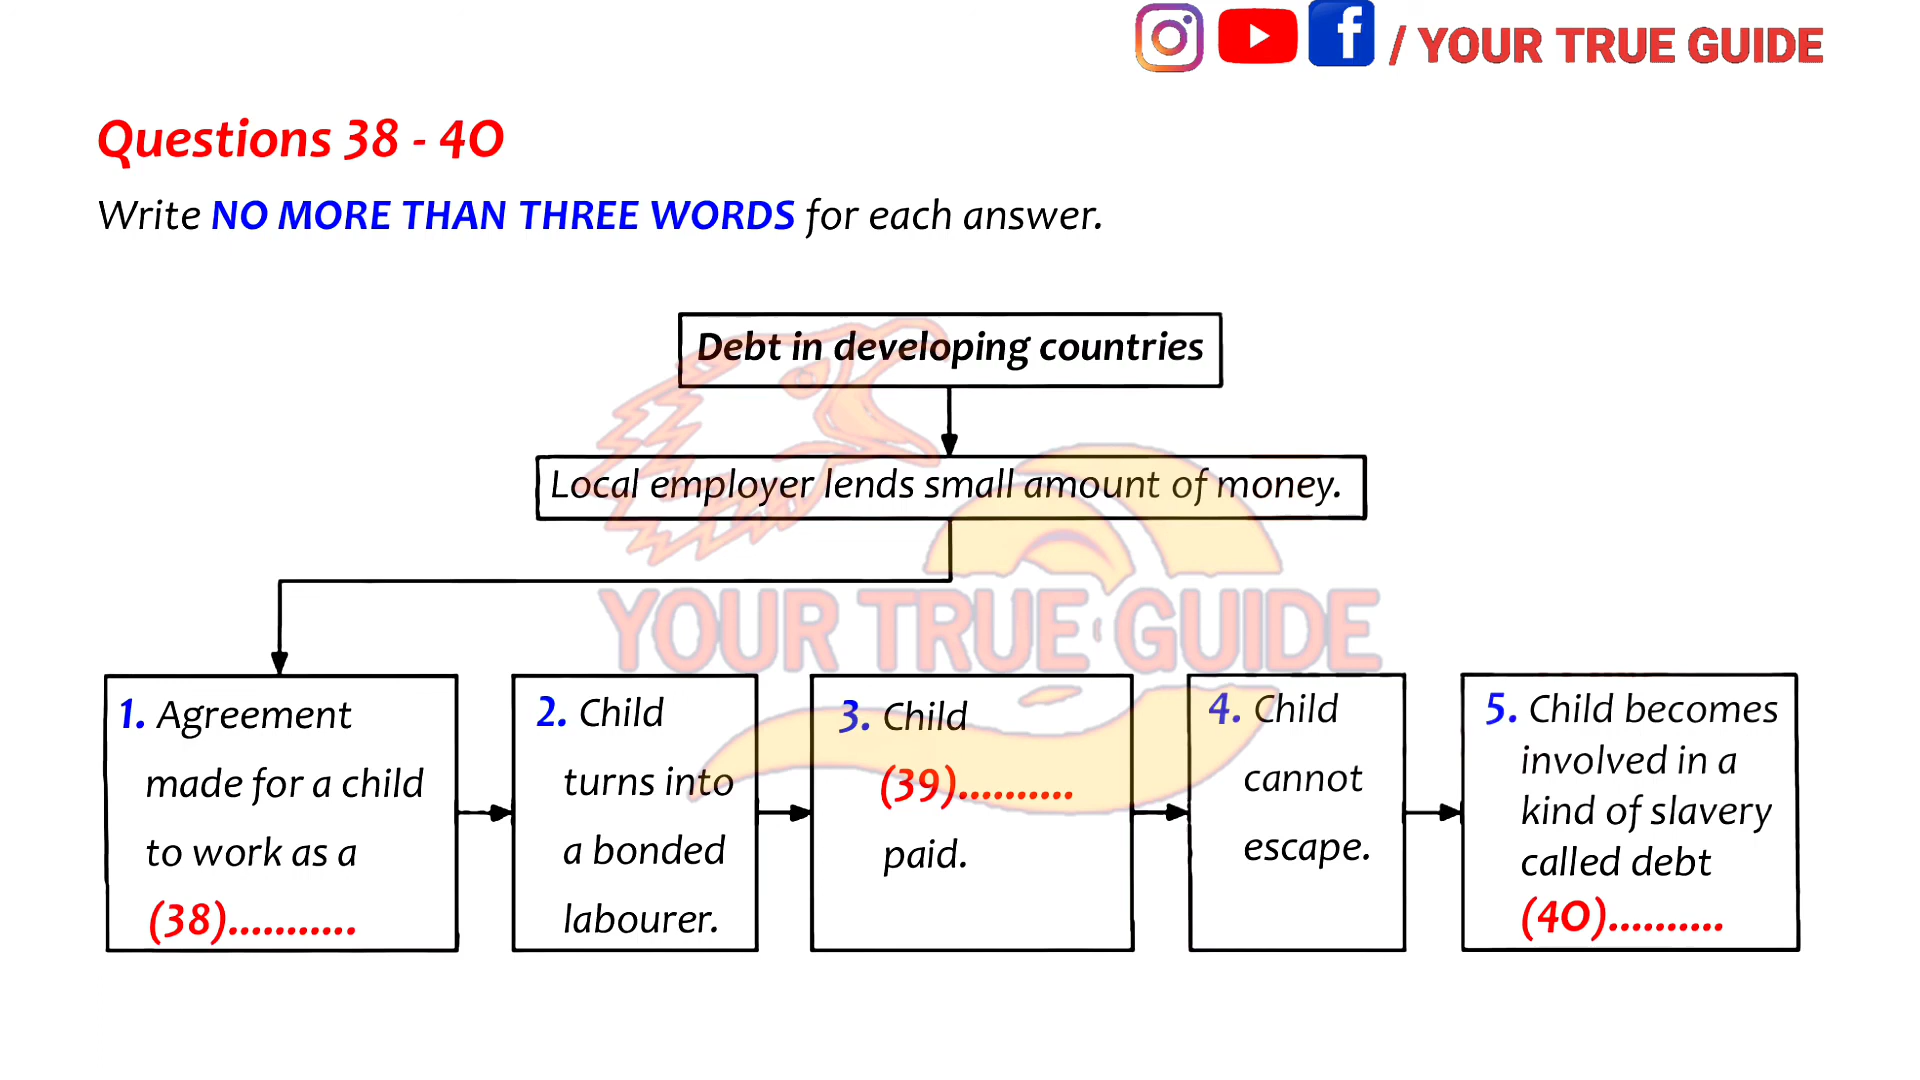 / YOUR TRUE GUIDE
Questions 38 - 40
Write NO MORE THAN THREE WORDS for each answer.
Debt in developing countries
Local employer lends small amount of money.
YOUR TRUE GUIDE
1. Agreement
made for a child
to work as a
(38)...........
2. Child
turns into
a bonded
labourer.
3. Child
(39)..........
paid.
4. Child
cannot
escape.
5. Child becomes
involved in a
kind of slavery
called debt
(40)..........